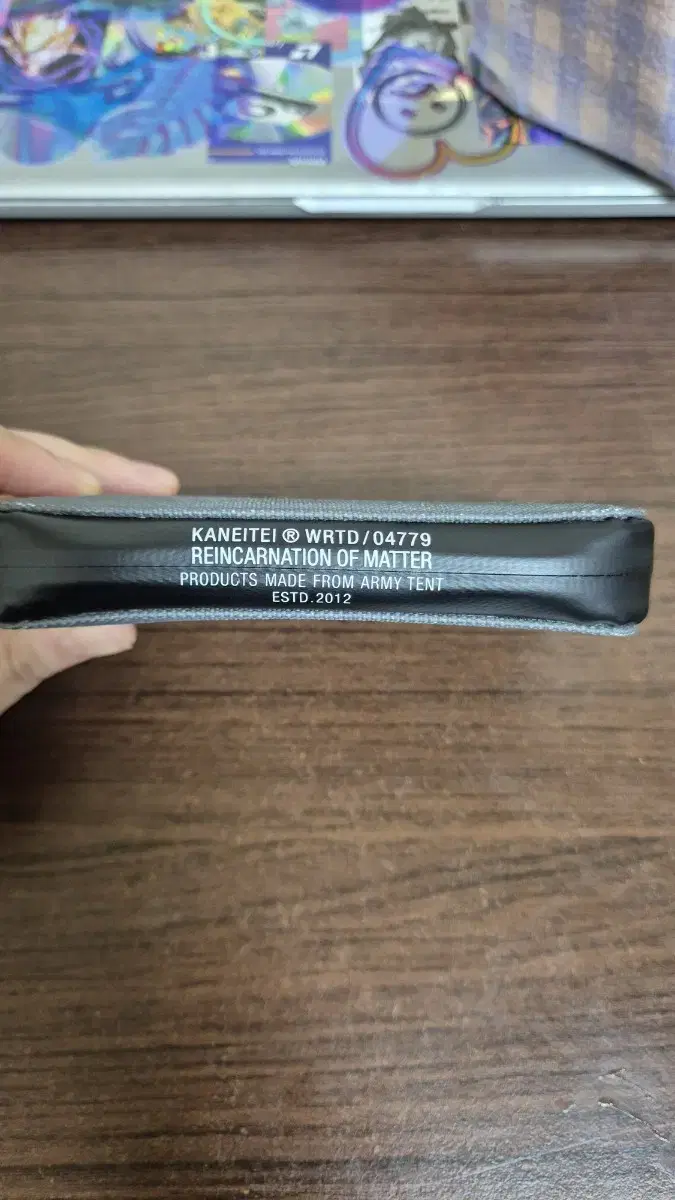 KANEITEI ® WRTD/04779
REINCARNATION OF MATTER
PRODUCTS MADE FROM ARMY TENT
ESTD.2012